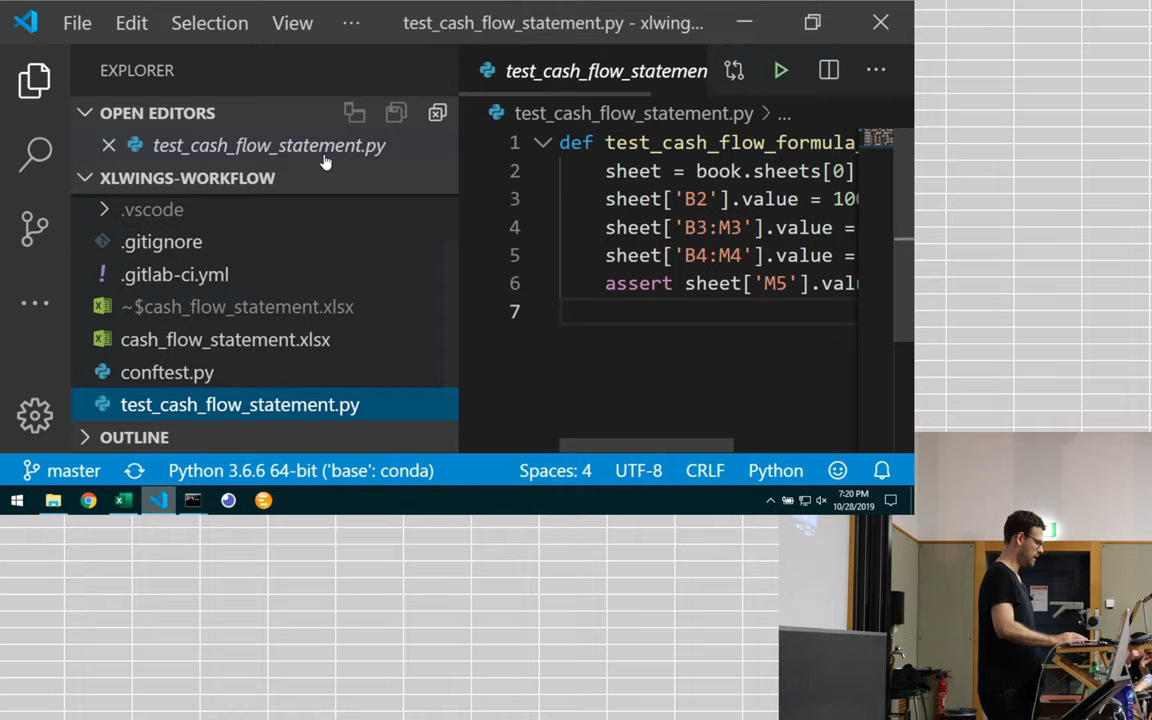 File Edit Selection View ··· test_cash_flow_statement.py - xlwing...
EXPLORER
OPEN EDITORS
test_cash_flow_statement.py
XLWINGS-WORKFLOW
.vscode
.gitignore
.gitlab-ci.yml
~$cash_flow_statement.xlsx
cash_flow_statement.xlsx
conftest.py
test_cash_flow_statement.py
OUTLINE
test_cash_flow_statemen
test_cash_flow_statement.py > ...
1 def test_cash_flow_formula_
2 sheet = book.sheets[0]
3 sheet['B2'].value = 100
4 sheet['B3:M3'].value =
5 sheet['B4:M4'].value =
6 assert sheet['M5'].valu
7
master Python 3.6.6 64-bit ('base': conda) Spaces: 4 UTF-8 CRLF Python
7:20 PM
10/28/2019